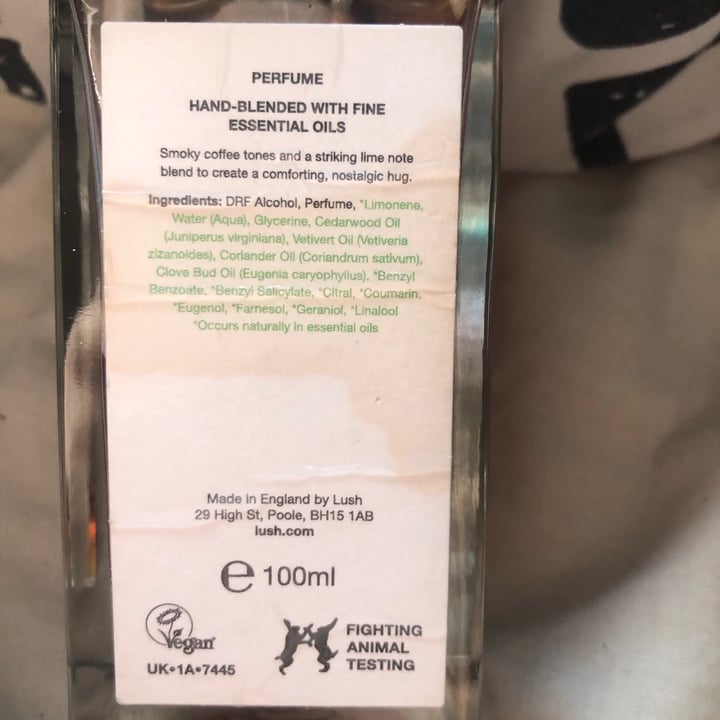 PERFUME
HAND-BLENDED WITH FINE
ESSENTIAL OILS
Smoky coffee tones and a striking lime note
blend to create a comforting, nostalgic hug.
Ingredients: DRF Alcohol, Perfume, *Limonene,
Water (Aqua), Glycerine, Cedarwood Oil
(Juniperus virginiana), Vetivert Oil (Vetiveria
zizanoides), Coriander Oil (Coriandrum sativum),
Clove Bud Oil (Eugenia caryophyllus), *Benzyl
Benzoate, *Benzyl Salicylate, *Citral, *Coumarin,
*Eugenol, *Farnesol, *Geraniol, *Linalool
*Occurs naturally in essential oils
Made in England by Lush
29 High St, Poole, BH15 1AB
lush.com
℮ 100ml
Vegan
UK•1A•7445
FIGHTING
ANIMAL
TESTING